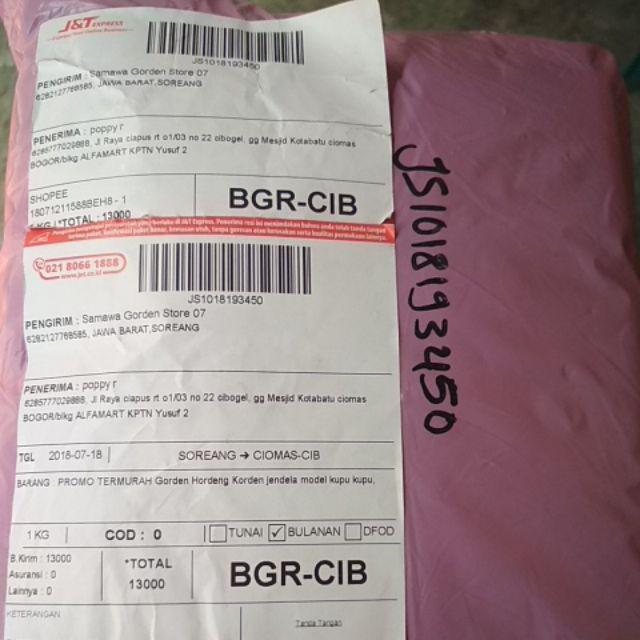 J&T EXPRESS
JS1018193450
PENGIRIM : Samawa Gorden Store 07
6282127768585, JAWA BARAT,SOREANG
PENERIMA : poppy r
6285777029888, Jl Raya ciapus rt o1/03 no 22 cibogel, gg Mesjid Kotabatu ciomas
BOGOR/blkg ALFAMART KPTN Yusuf 2
SHOPEE
18071211588BEH8 - 1
1 KG | *TOTAL : 13000
BGR-CIB
021 8066 1888
www.jet.co.id
JS1018193450
PENGIRIM : Samawa Gorden Store 07
6282127768585, JAWA BARAT,SOREANG
PENERIMA : poppy r
6285777029888, Jl Raya ciapus rt o1/03 no 22 cibogel, gg Mesjid Kotabatu ciomas
BOGOR/blkg ALFAMART KPTN Yusuf 2
TGL 2018-07-18 SOREANG → CIOMAS-CIB
BARANG : PROMO TERMURAH Gorden Hordeng Korden jendela model kupu kupu,
1 KG COD : 0 TUNAI BULANAN DFOD
B.Kirim : 13000
Asuransi : 0
Lainnya : 0
*TOTAL
13000
BGR-CIB
KETERANGAN
Tanda Tangan
JS1018193450